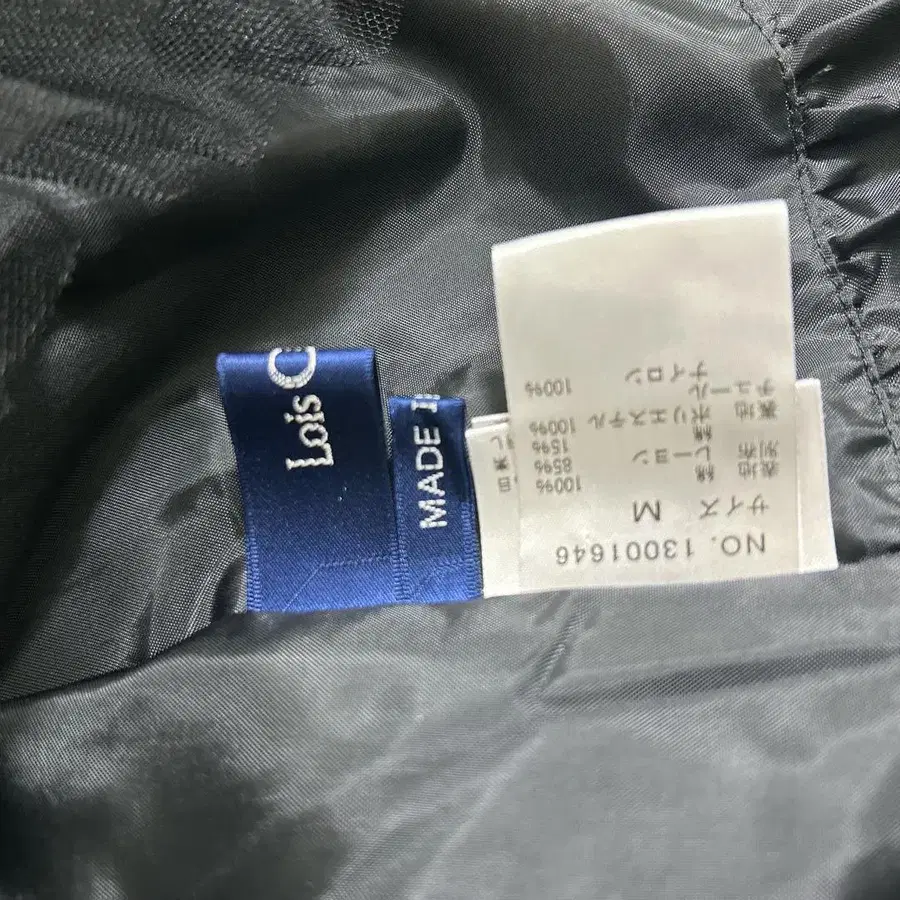 Lois C
MADE I
NO. 13001646
サイズ M
表地 綿 100%
別布 レーヨン 85%
綿 15%
裏地 ポリエステル 100%
チュール ナイロン 100%